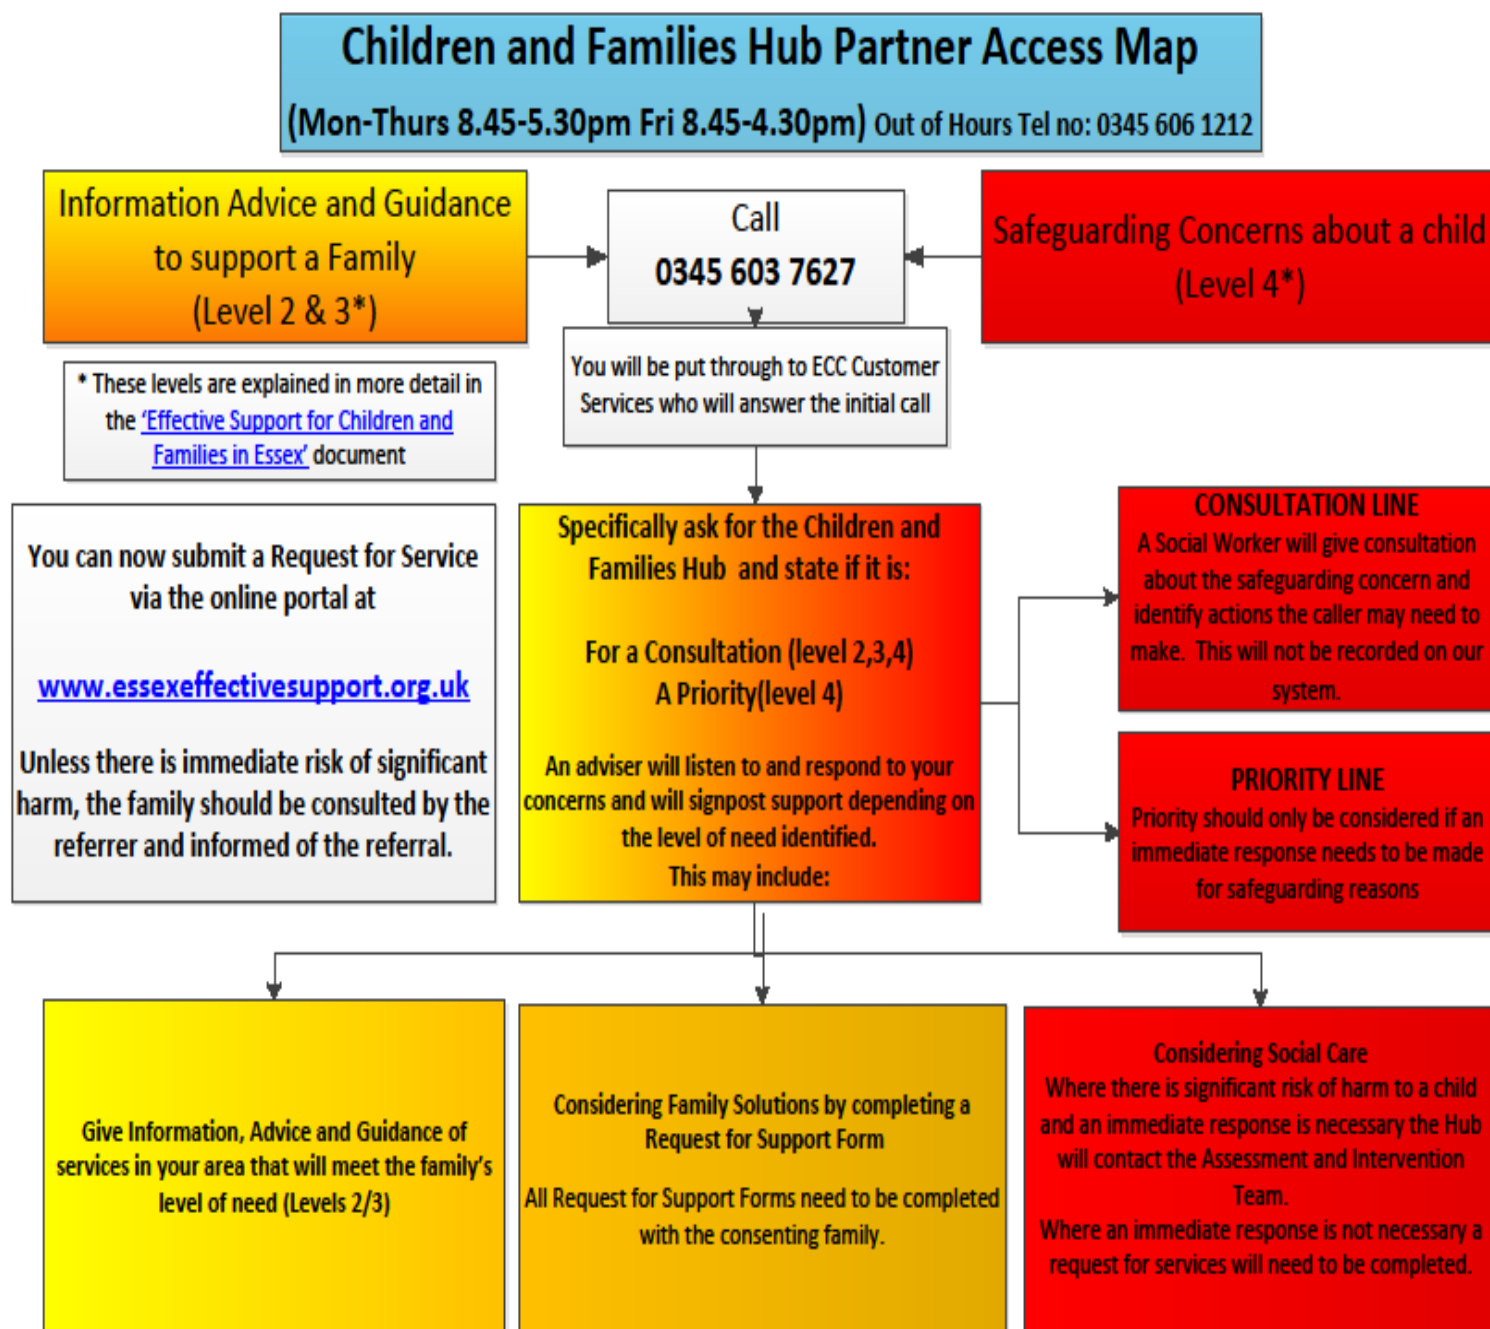 Children and Families Hub Partner Access Map
(Mon-Thurs 8.45-5.30pm Fri 8.45-4.30pm) Out of Hours Tel no: 0345 606 1212
Information Advice and Guidance
to support a Family
(Level 2 & 3*)
Call
0345 603 7627
Safeguarding Concerns about a child
(Level 4*)
* These levels are explained in more detail in
the ‘Effective Support for Children and
Families in Essex’ document
You will be put through to ECC Customer
Services who will answer the initial call
You can now submit a Request for Service
via the online portal at
www.essexeffectivesupport.org.uk
Unless there is immediate risk of significant
harm, the family should be consulted by the
referrer and informed of the referral.
Specifically ask for the Children and
Families Hub and state if it is:
For a Consultation (level 2,3,4)
A Priority(level 4)
An adviser will listen to and respond to your
concerns and will signpost support depending on
the level of need identified.
This may include:
CONSULTATION LINE
A Social Worker will give consultation
about the safeguarding concern and
identify actions the caller may need to
make. This will not be recorded on our
system.
PRIORITY LINE
Priority should only be considered if an
immediate response needs to be made
for safeguarding reasons
Give Information, Advice and Guidance of
services in your area that will meet the family’s
level of need (Levels 2/3)
Considering Family Solutions by completing a
Request for Support Form
All Request for Support Forms need to be completed
with the consenting family.
Considering Social Care
Where there is significant risk of harm to a child
and an immediate response is necessary the Hub
will contact the Assessment and Intervention
Team.
Where an immediate response is not necessary a
request for services will need to be completed.